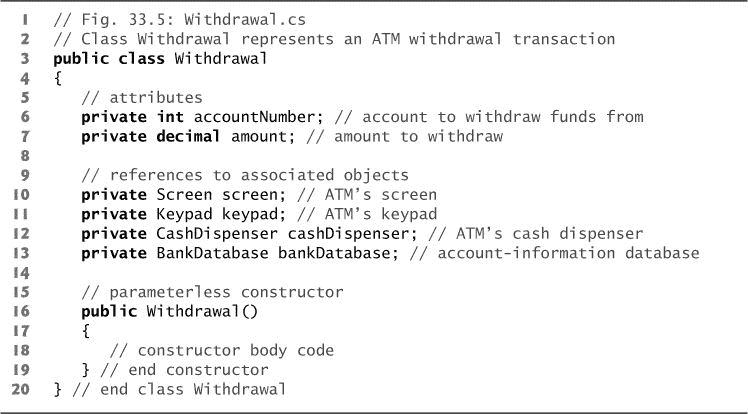 1 // Fig. 33.5: Withdrawal.cs
2 // Class Withdrawal represents an ATM withdrawal transaction
3 public class Withdrawal
4 {
5 // attributes
6 private int accountNumber; // account to withdraw funds from
7 private decimal amount; // amount to withdraw
8
9 // references to associated objects
10 private Screen screen; // ATM’s screen
11 private Keypad keypad; // ATM’s keypad
12 private CashDispenser cashDispenser; // ATM’s cash dispenser
13 private BankDatabase bankDatabase; // account-information database
14
15 // parameterless constructor
16 public Withdrawal()
17 {
18 // constructor body code
19 } // end constructor
20 } // end class Withdrawal